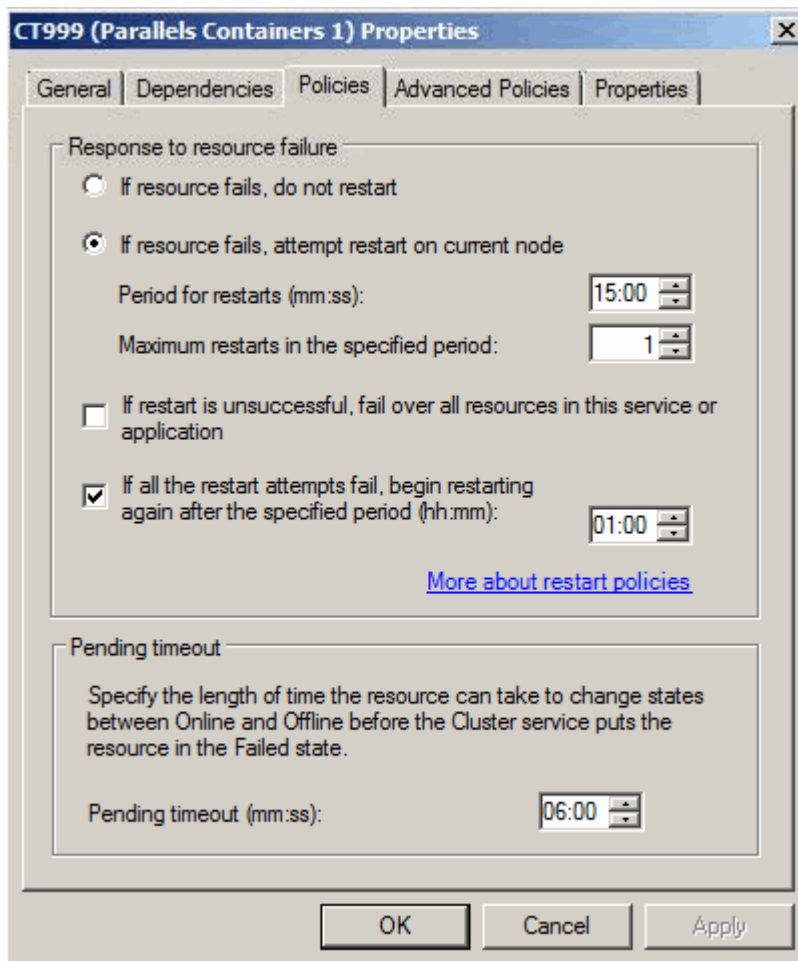 CT999 (Parallels Containers 1) Properties
General
Dependencies
Policies
Advanced Policies
Properties
Response to resource failure
If resource fails, do not restart
If resource fails, attempt restart on current node
Period for restarts (mm:ss):
15:00
Maximum restarts in the specified period:
1
If restart is unsuccessful, fail over all resources in this service or
application
If all the restart attempts fail, begin restarting
again after the specified period (hh:mm):
01:00
More about restart policies
Pending timeout
Specify the length of time the resource can take to change states
between Online and Offline before the Cluster service puts the
resource in the Failed state.
Pending timeout (mm:ss):
06:00
OK
Cancel
Apply